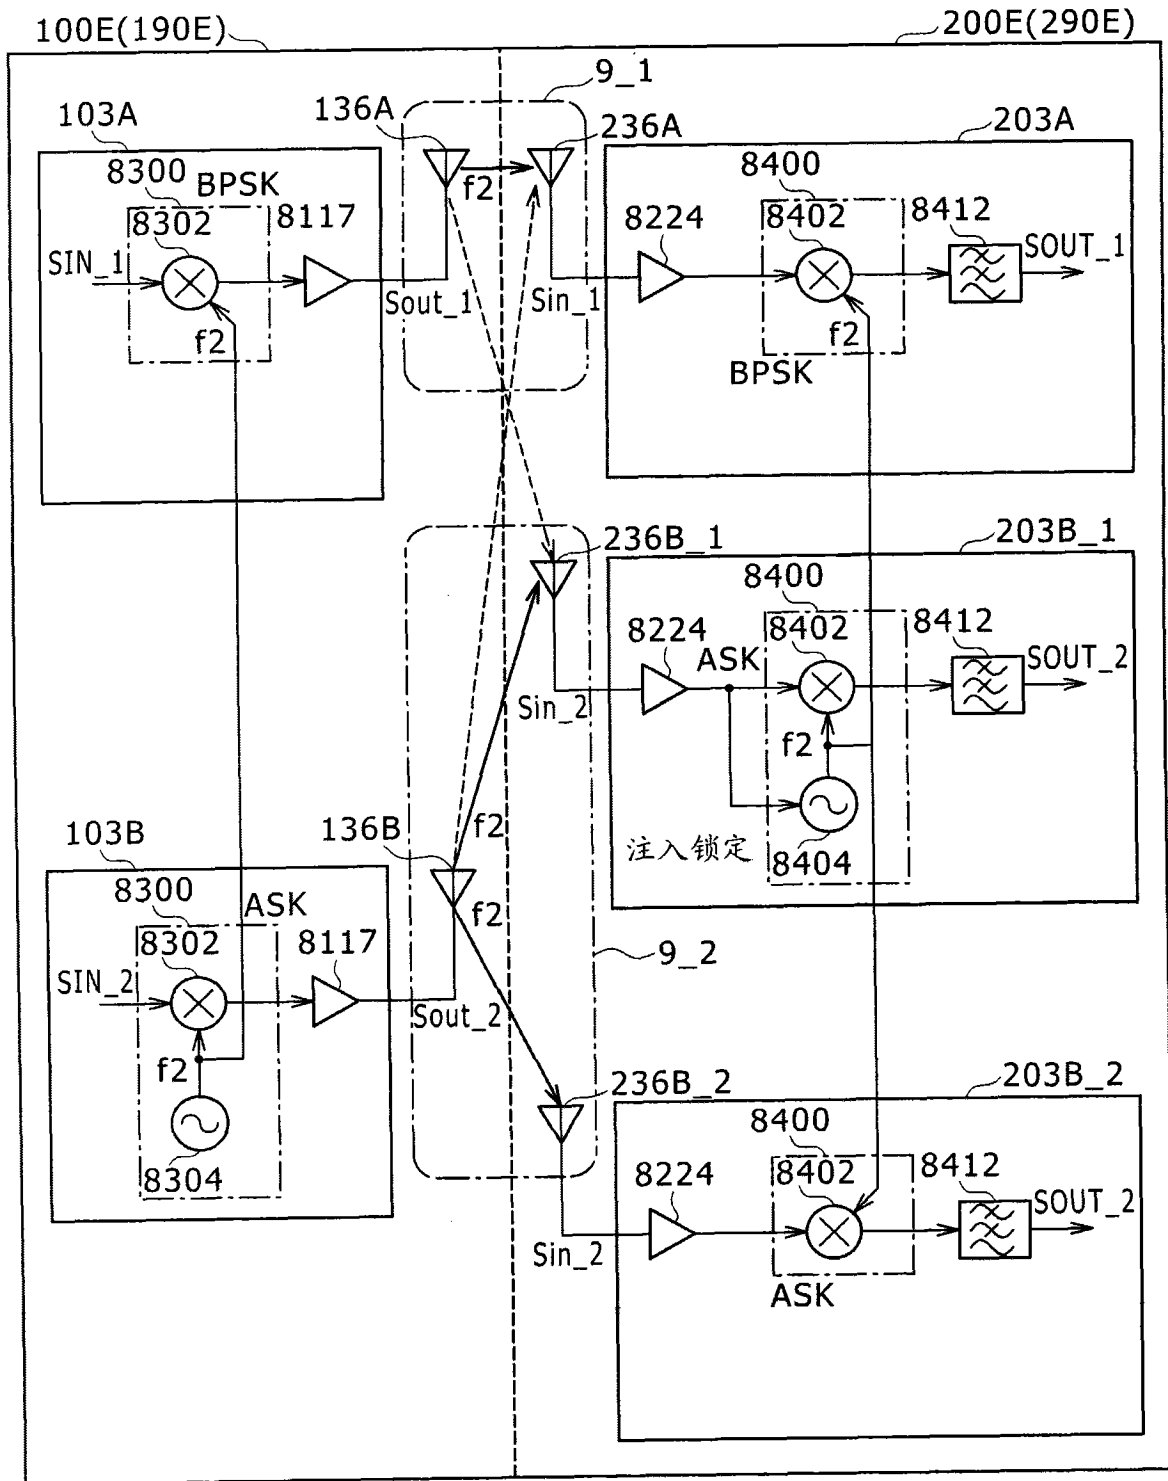 100E(190E)
200E(290E)
9_1
103A
136A
236A
203A
8300
BPSK
8302
8117
SIN_1
f2
Sout_1
f2
Sin_1
8224
8400
8402
8412
SOUT_1
f2
BPSK
236B_1
203B_1
8400
8224
ASK
8402
8412
SOUT_2
Sin_2
f2
注入锁定
8404
103B
136B
f2
f2
8300
ASK
8302
8117
SIN_2
Sout_2
f2
8304
9_2
236B_2
203B_2
8400
8224
8402
8412
SOUT_2
Sin_2
ASK